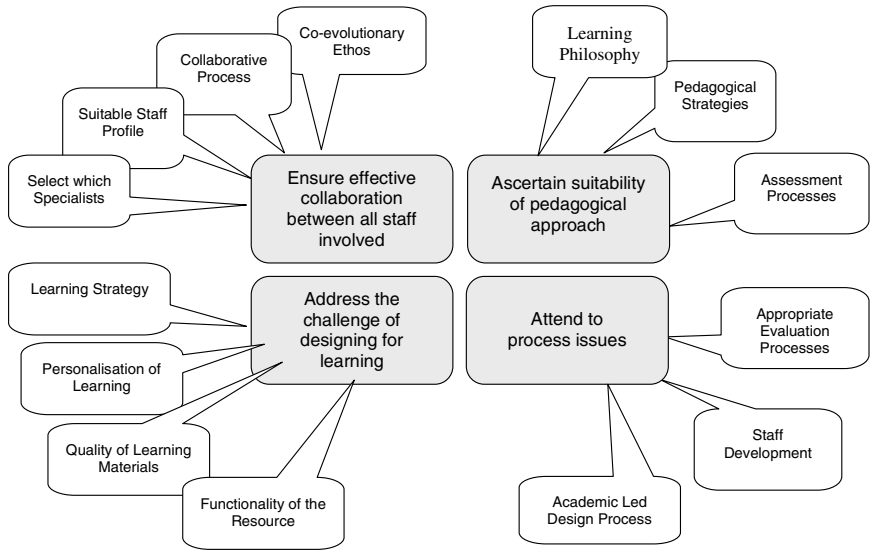 Co-evolutionary
Ethos
Collaborative
Process
Suitable Staff
Profile
Select which
Specialists
Ensure effective
collaboration
between all staff
involved
Learning
Philosophy
Pedagogical
Strategies
Assessment
Processes
Ascertain suitability
of pedagogical
approach
Learning Strategy
Personalisation of
Learning
Quality of Learning
Materials
Functionality of the
Resource
Address the
challenge of
designing for
learning
Attend to
process issues
Appropriate
Evaluation
Processes
Staff
Development
Academic Led
Design Process